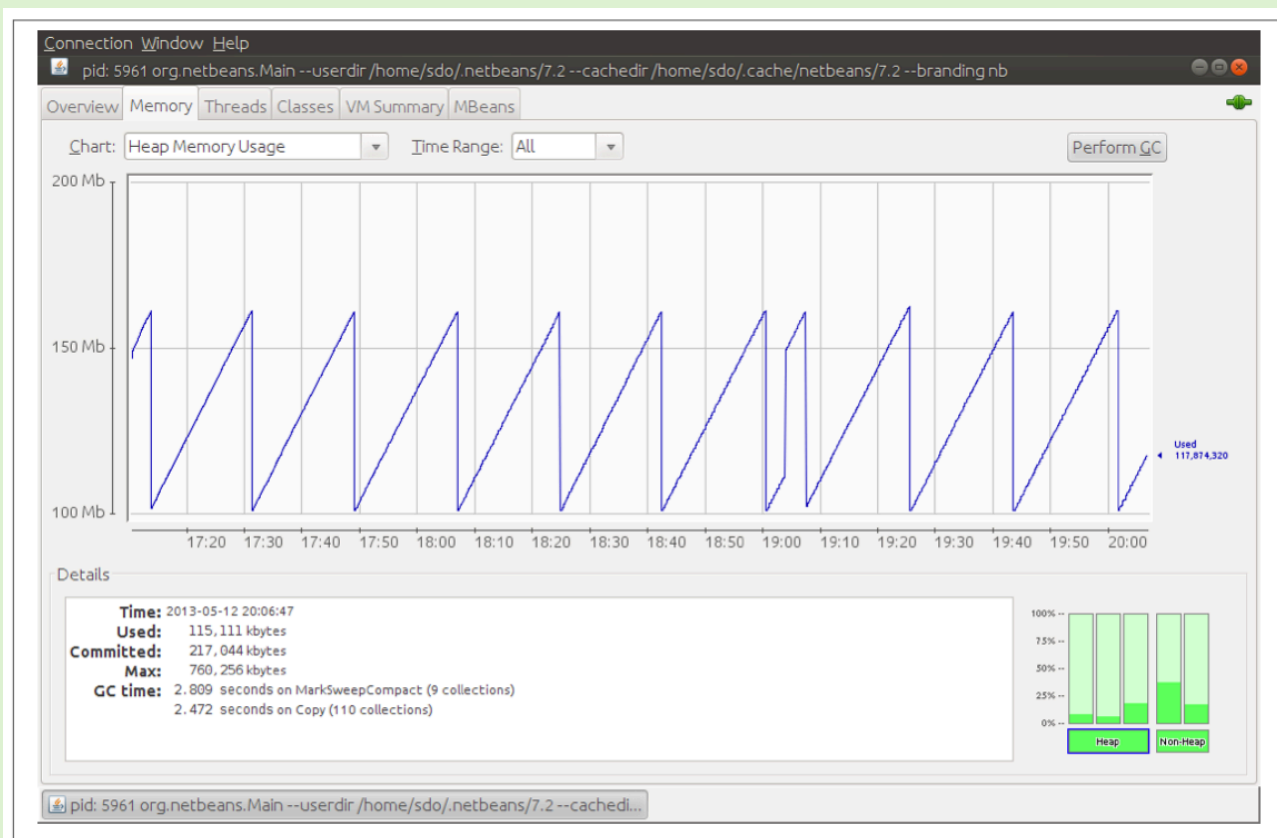 Connection Window Help
pid: 5961 org.netbeans.Main --userdir /home/sdo/.netbeans/7.2 --cachedir /home/sdo/.cache/netbeans/7.2 --branding nb
Overview Memory Threads Classes VM Summary MBeans
Chart: Heap Memory Usage Time Range: All Perform GC
200 Mb
150 Mb
Used
117,874,320
100 Mb
17:20 17:30 17:40 17:50 18:00 18:10 18:20 18:30 18:40 18:50 19:00 19:10 19:20 19:30 19:40 19:50 20:00
Details
Time: 2013-05-12 20:06:47
Used: 115,111 kbytes
Committed: 217,044 kbytes
Max: 760,256 kbytes
GC time: 2.809 seconds on MarkSweepCompact (9 collections)
2.472 seconds on Copy (110 collections)
100% --
75% --
50% --
25% --
0% --
Heap Non-Heap
pid: 5961 org.netbeans.Main --userdir /home/sdo/.netbeans/7.2 --cachedi...